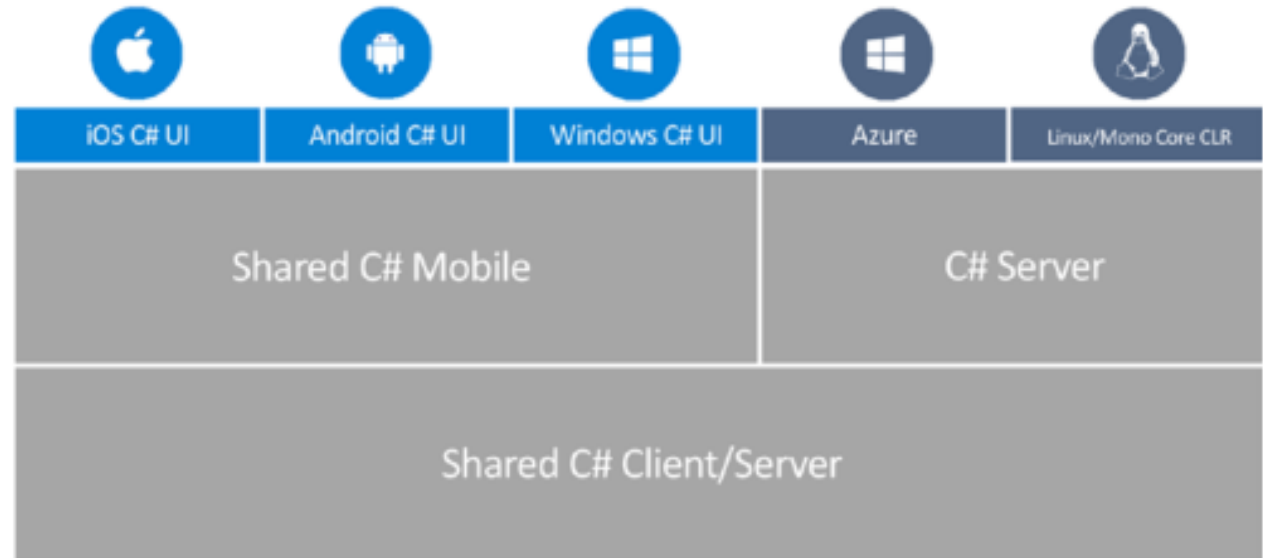 iOS C# UI
Android C# UI
Windows C# UI
Azure
Linux/Mono Core CLR
Shared C# Mobile
C# Server
Shared C# Client/Server